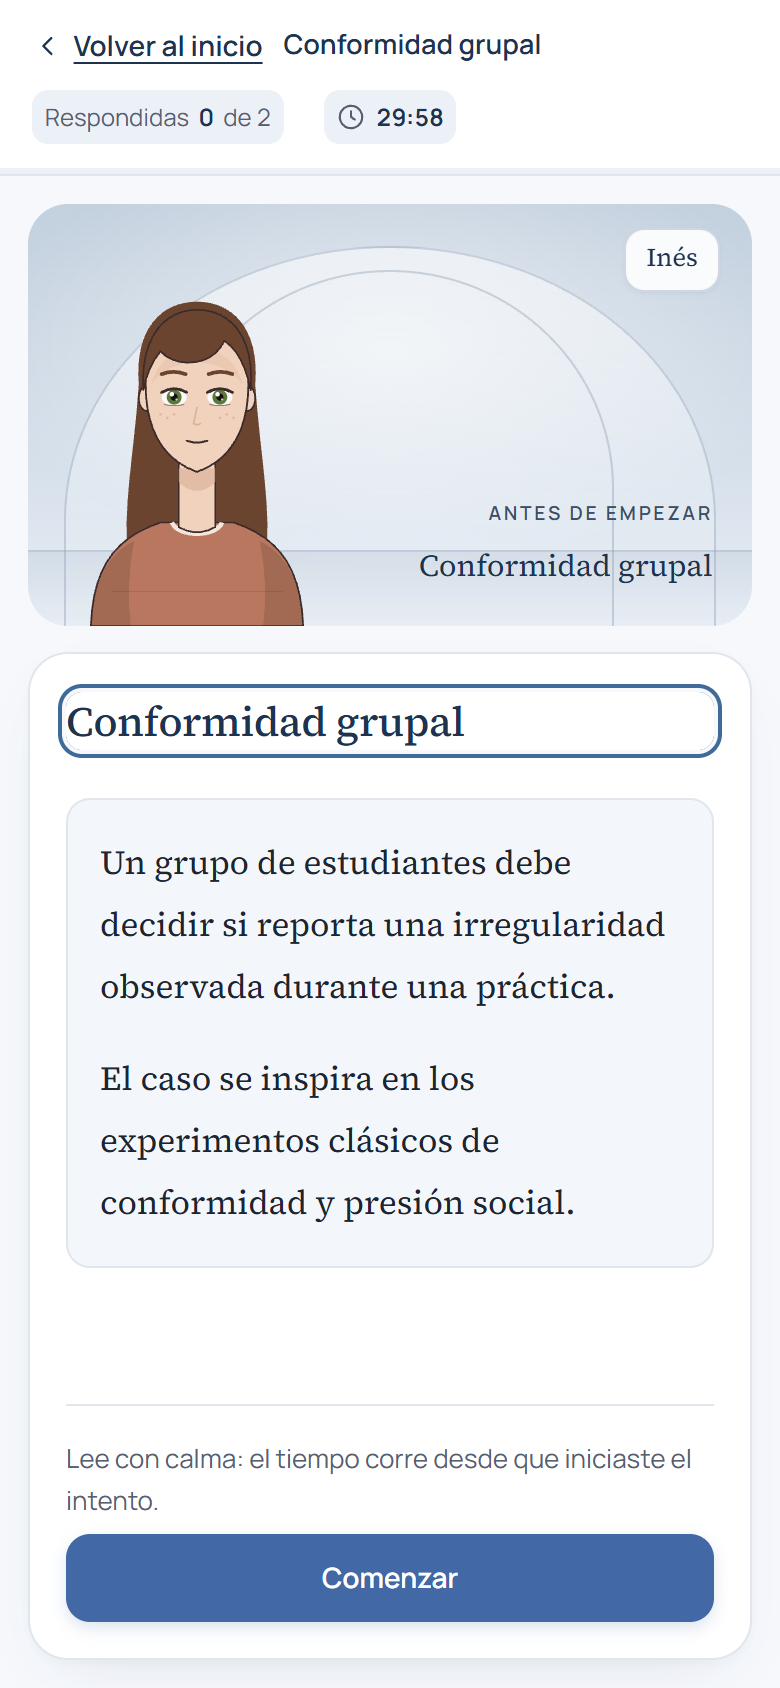 Volver al inicio Conformidad grupal
Respondidas 0 de 2 29:58
Inés
ANTES DE EMPEZAR
Conformidad grupal
Conformidad grupal
Un grupo de estudiantes debe
decidir si reporta una irregularidad
observada durante una práctica.
El caso se inspira en los
experimentos clásicos de
conformidad y presión social.
Lee con calma: el tiempo corre desde que iniciaste el
intento.
Comenzar